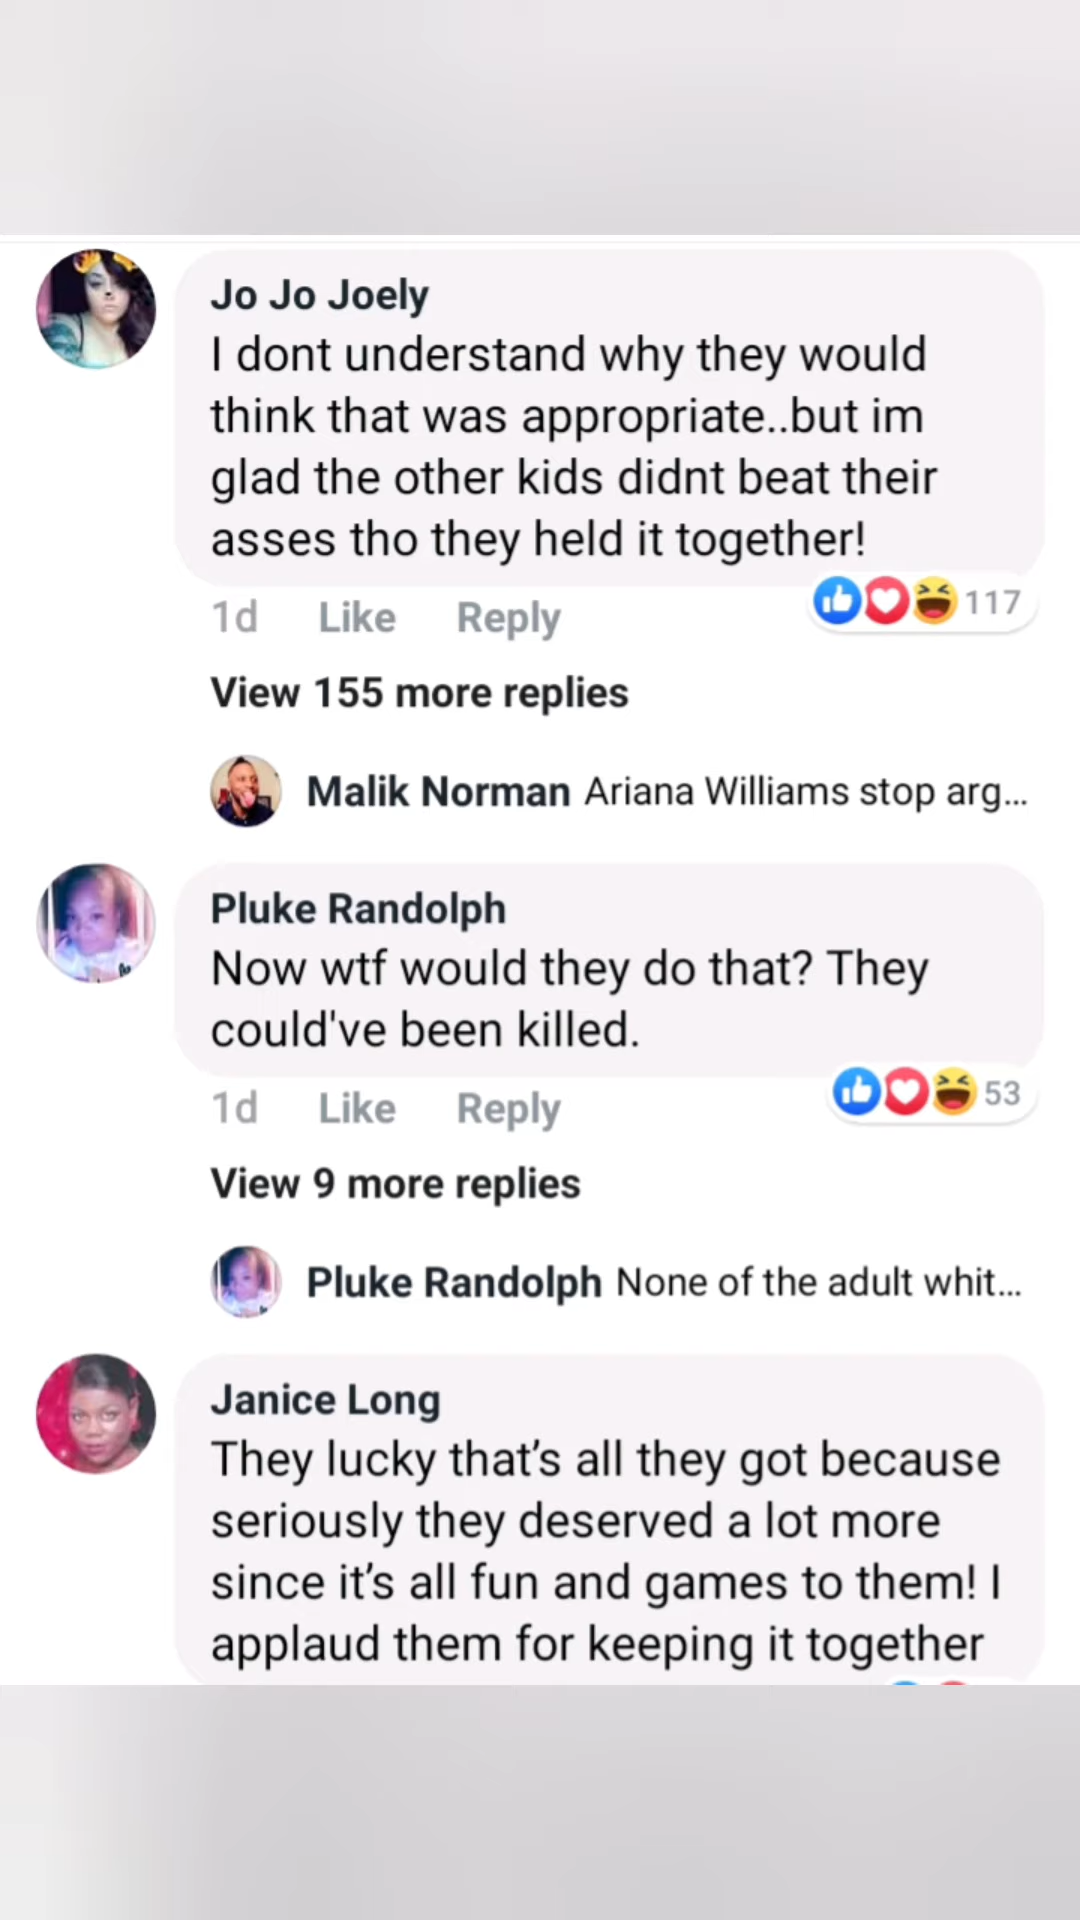 Jo Jo Joely
I dont understand why they would
think that was appropriate..but im
glad the other kids didnt beat their
asses tho they held it together!
1d Like Reply 117
View 155 more replies
Malik Norman Ariana Williams stop arg...
Pluke Randolph
Now wtf would they do that? They
could've been killed.
1d Like Reply 53
View 9 more replies
Pluke Randolph None of the adult whit...
Janice Long
They lucky that’s all they got because
seriously they deserved a lot more
since it’s all fun and games to them! I
applaud them for keeping it together